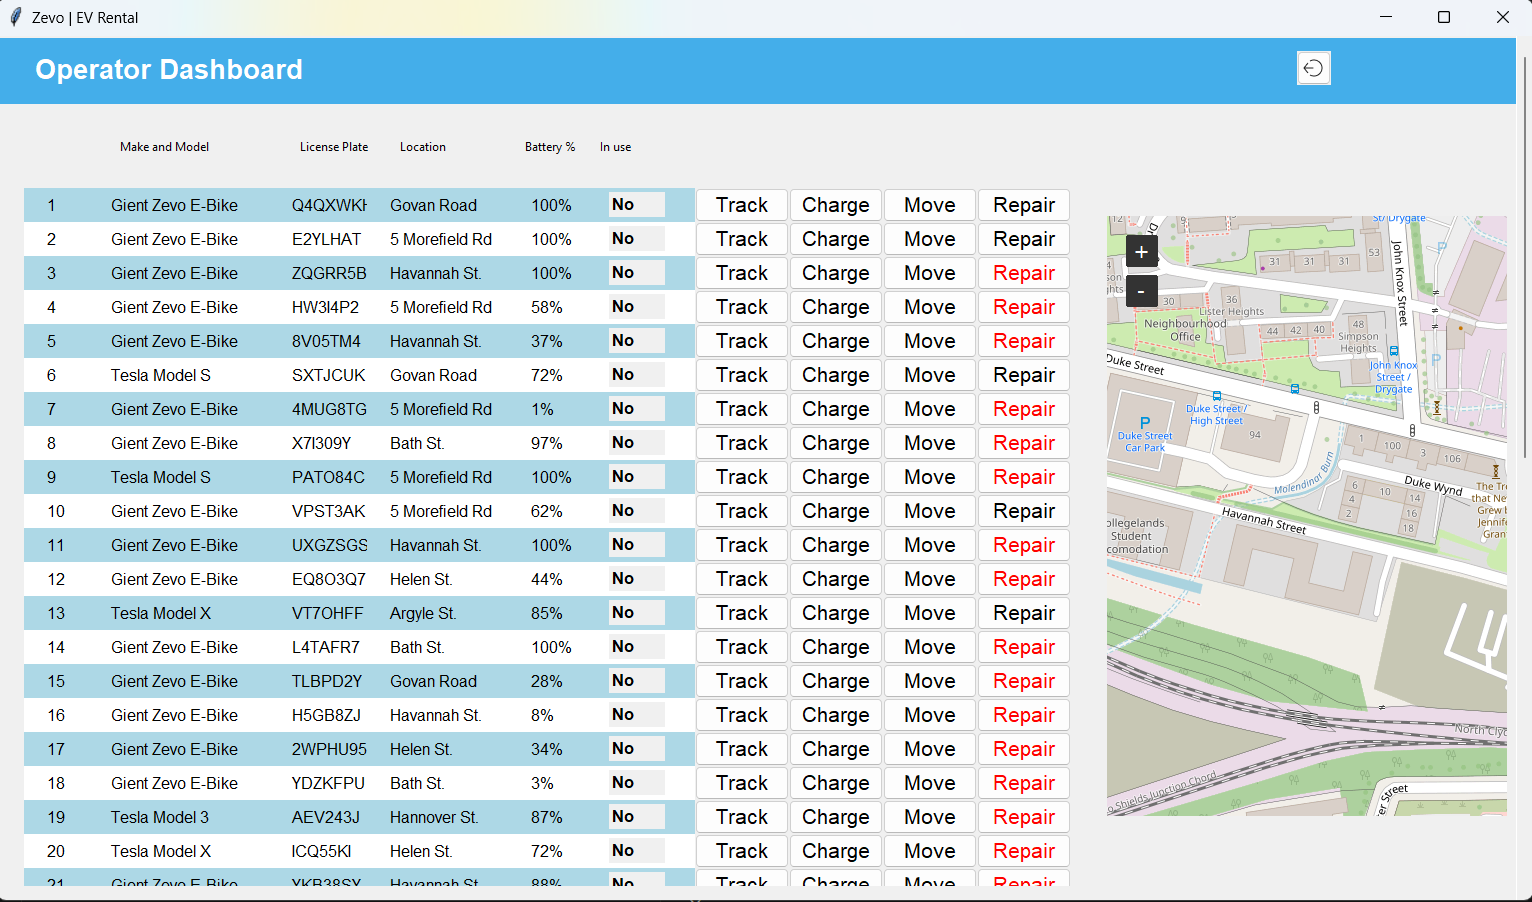 Zevo | EV Rental
Operator Dashboard
Make and Model License Plate Location Battery % In use
1 Gient Zevo E-Bike Q4QXWKH Govan Road 100% No Track Charge Move Repair
2 Gient Zevo E-Bike E2YLHAT 5 Morefield Rd 100% No Track Charge Move Repair
3 Gient Zevo E-Bike ZQGRR5B Havannah St. 100% No Track Charge Move Repair
4 Gient Zevo E-Bike HW3I4P2 5 Morefield Rd 58% No Track Charge Move Repair
5 Gient Zevo E-Bike 8V05TM4 Havannah St. 37% No Track Charge Move Repair
6 Tesla Model S SXTJCUK Govan Road 72% No Track Charge Move Repair
7 Gient Zevo E-Bike 4MUG8TG 5 Morefield Rd 1% No Track Charge Move Repair
8 Gient Zevo E-Bike X7I309Y Bath St. 97% No Track Charge Move Repair
9 Tesla Model S PATO84C 5 Morefield Rd 100% No Track Charge Move Repair
10 Gient Zevo E-Bike VPST3AK 5 Morefield Rd 62% No Track Charge Move Repair
11 Gient Zevo E-Bike UXGZSGS Havannah St. 100% No Track Charge Move Repair
12 Gient Zevo E-Bike EQ8O3Q7 Helen St. 44% No Track Charge Move Repair
13 Tesla Model X VT7OHFF Argyle St. 85% No Track Charge Move Repair
14 Gient Zevo E-Bike L4TAFR7 Bath St. 100% No Track Charge Move Repair
15 Gient Zevo E-Bike TLBPD2Y Govan Road 28% No Track Charge Move Repair
16 Gient Zevo E-Bike H5GB8ZJ Havannah St. 8% No Track Charge Move Repair
17 Gient Zevo E-Bike 2WPHU95 Helen St. 34% No Track Charge Move Repair
18 Gient Zevo E-Bike YDZKFPU Bath St. 3% No Track Charge Move Repair
19 Tesla Model 3 AEV243J Hannover St. 87% No Track Charge Move Repair
20 Tesla Model X ICQ55KI Helen St. 72% No Track Charge Move Repair
21 Gient Zevo E-Bike YKB38SY Havannah St. 88% No Track Charge Move Repair
+
-
St/ Drygate
12
9
John Knox Street
P
53
31 31 31
30
36
Lister Heights
Neighbourhood
Office
44 42 40
48
Simpson
Heights
John Knox
Street /
Drygate
P
Duke Street
Duke Street /
High Street
P
Duke Street
Car Park
94
1 100 3 106
Molendinar Burn
Duke Wynd
6 10 14
4 16
2 18
The Tre
that Ne
Grew b
Jennife
Gran
Havannah Street
ollegelands
Student
comodation
North Clyd
o Shields Junction Chord
er Street